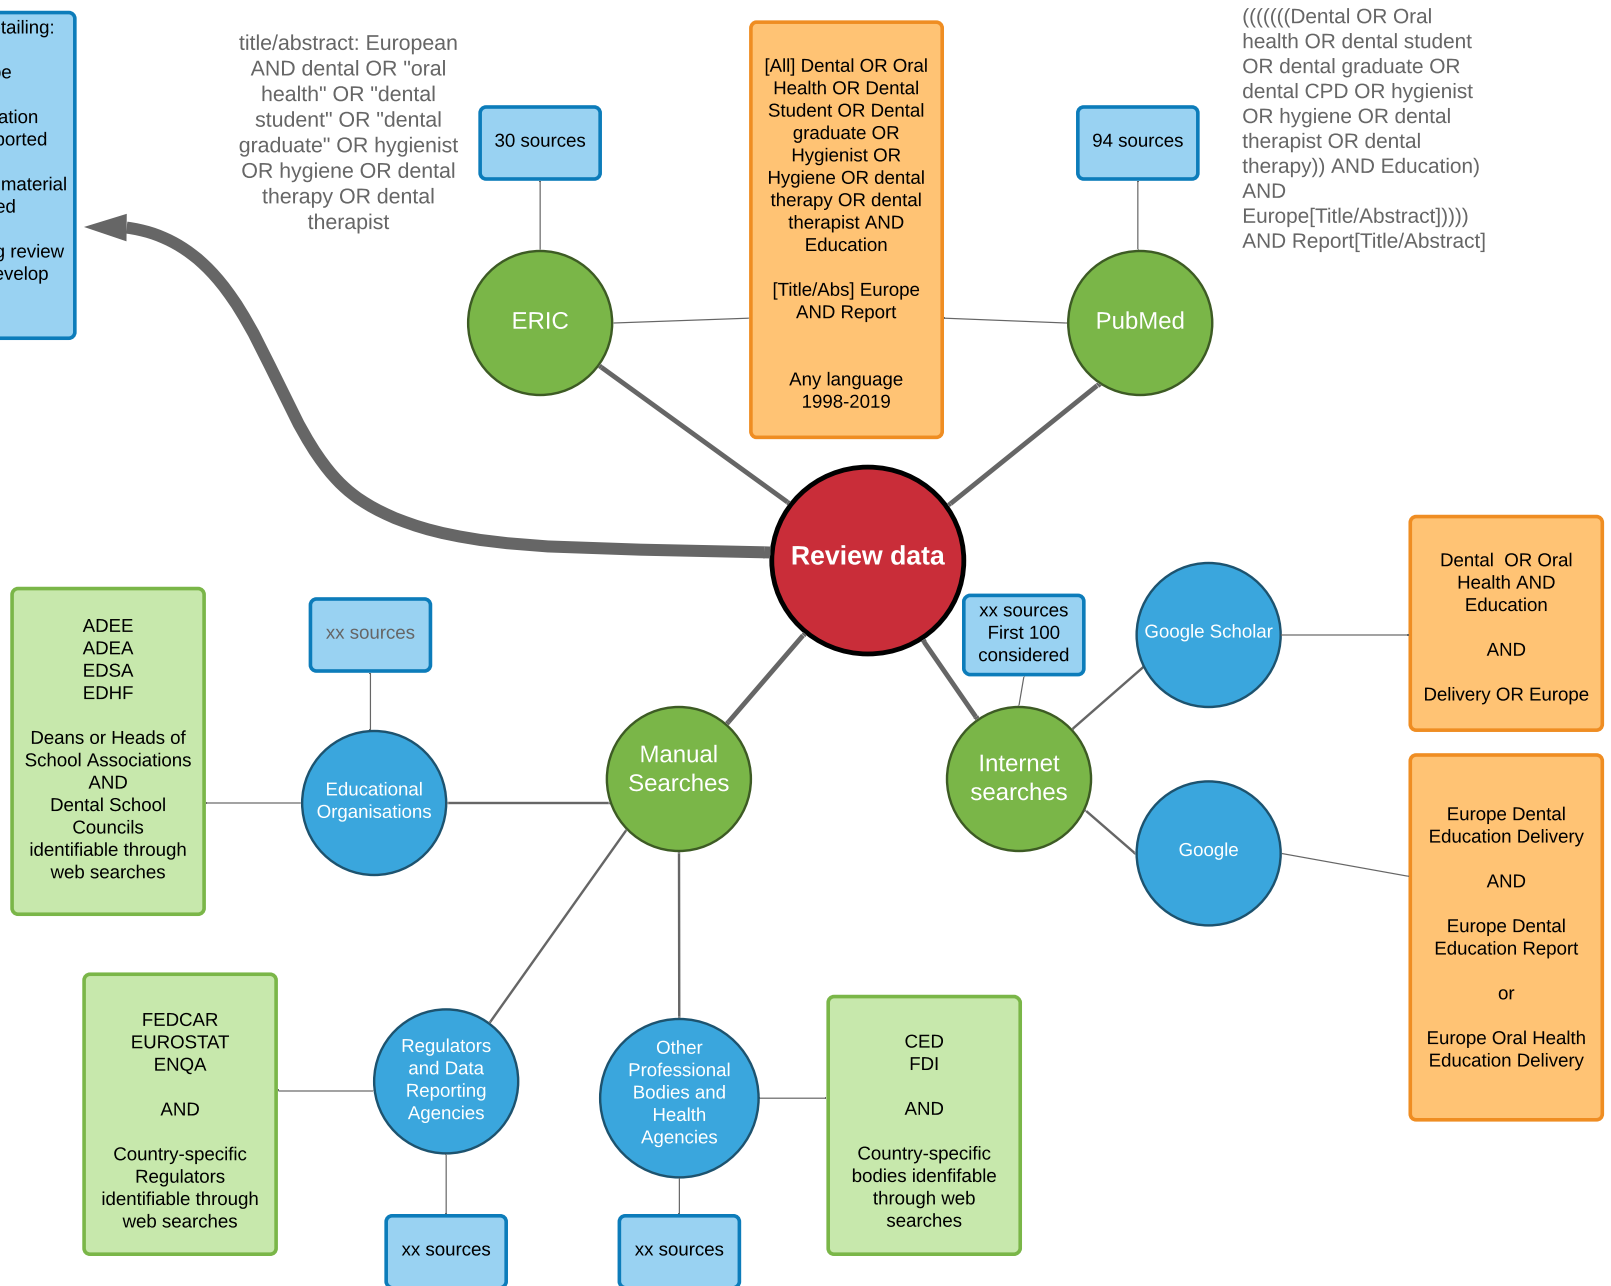 tailing:
material
review
title/abstract: European
AND dental OR "oral
health" OR "dental
student" OR "dental
graduate" OR hygienist
OR hygiene OR dental
therapy OR dental
therapist
30 sources
ERIC
[All] Dental OR Oral
Health OR Dental
Student OR Dental
graduate OR
Hygienist OR
Hygiene OR dental
therapy OR dental
therapist AND
Education
[Title/Abs] Europe
AND Report
Any language
1998-2019
94 sources
PubMed
(((((((Dental OR Oral
health OR dental student
OR dental graduate OR
dental CPD OR hygienist
OR hygiene OR dental
therapist OR dental
therapy)) AND Education)
AND
Europe[Title/Abstract]))))
AND Report[Title/Abstract]
Review data
ADEE
ADEA
EDSA
EDHF
Deans or Heads of
School Associations
AND
Dental School
Councils
identifiable through
web searches
xx sources
Educational
Organisations
Manual
Searches
xx sources
First 100
considered
Internet
searches
Google Scholar
Dental  OR Oral
Health AND
Education
AND
Delivery OR Europe
Google
Europe Dental
Education Delivery
AND
Europe Dental
Education Report
or
Europe Oral Health
Education Delivery
FEDCAR
EUROSTAT
ENQA
AND
Country-specific
Regulators
identifiable through
web searches
Regulators
and Data
Reporting
Agencies
xx sources
Other
Professional
Bodies and
Health
Agencies
xx sources
CED
FDI
AND
Country-specific
bodies idenfifable
through web
searches